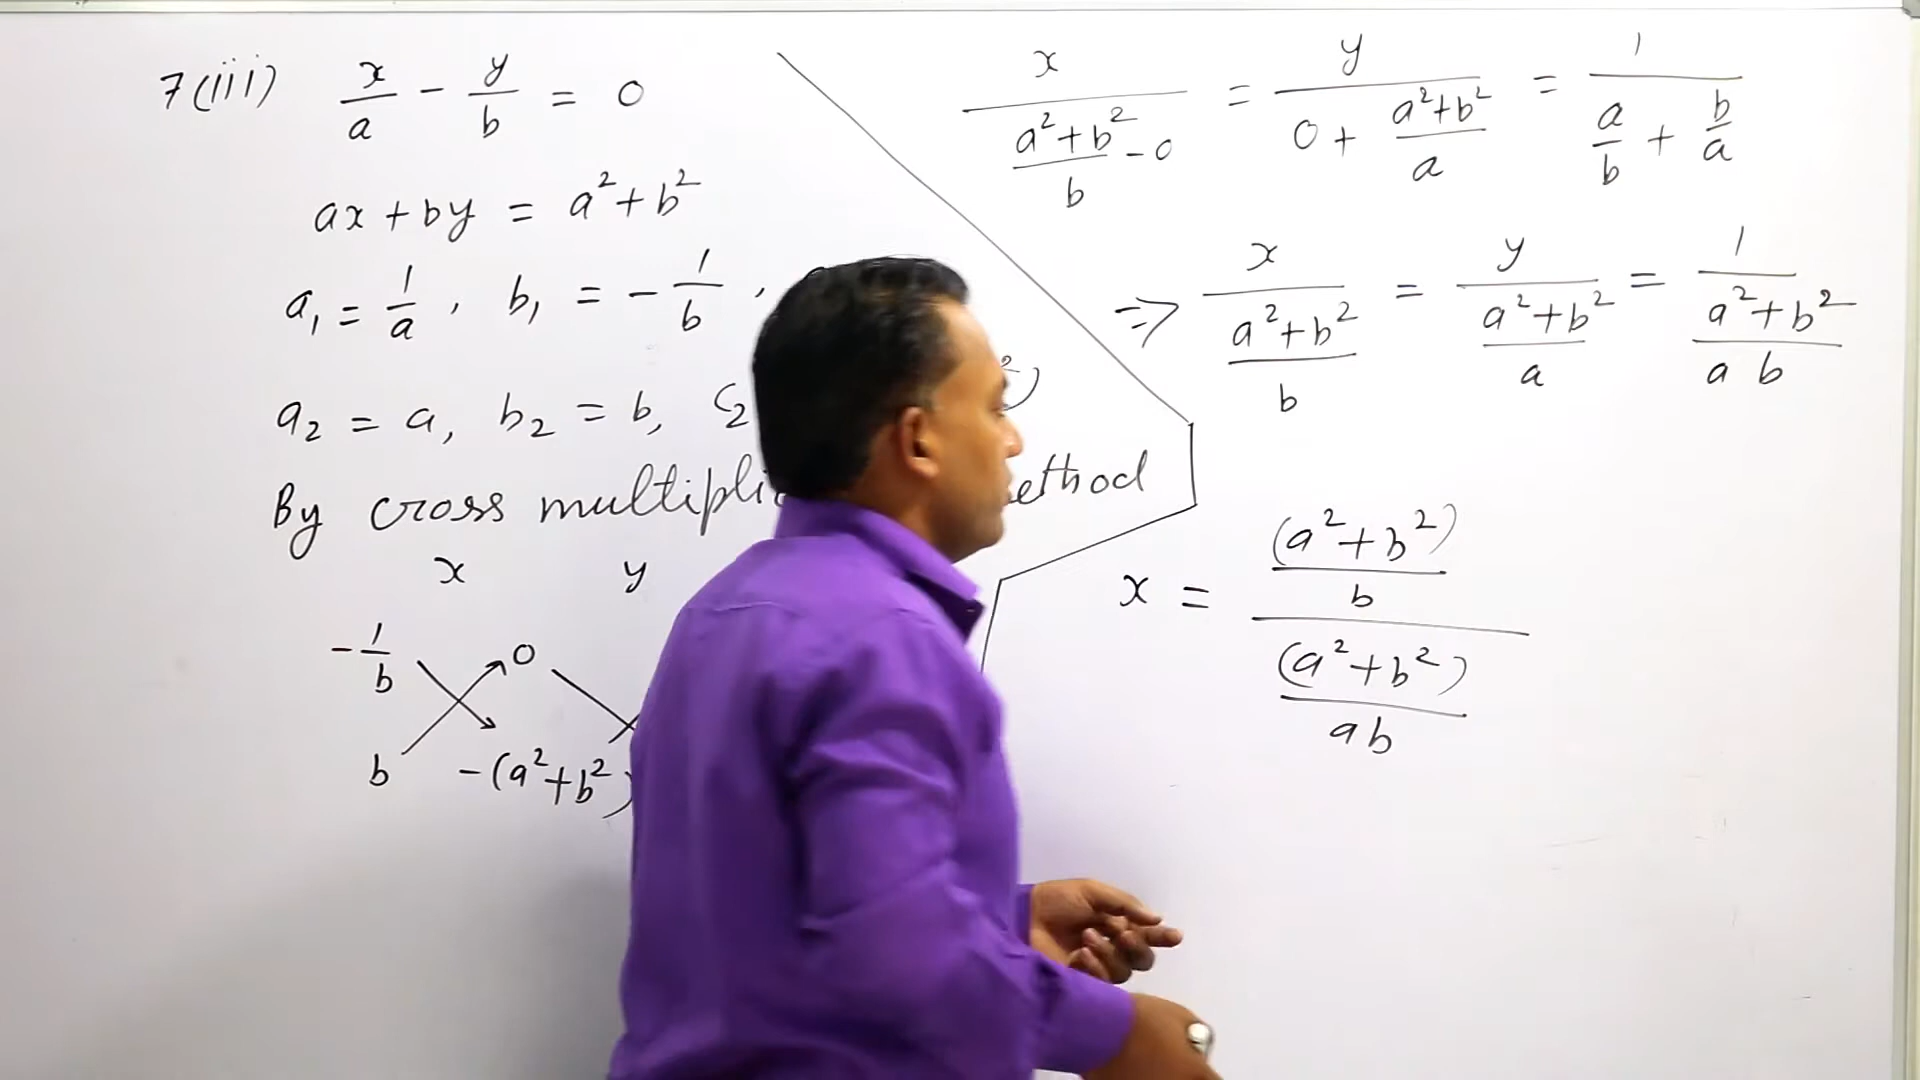 7(iii) x/a - y/b = 0
ax + by = a² + b²
a₁ = 1/a , b₁ = - 1/b ,
a₂ = a, b₂ = b, c₂ ²)
By cross multipli ethod
x y
- 1/b 0
b -(a² + b²)
x/((a² + b²)/b - 0) = y/(0 + (a² + b²)/a) = 1/(a/b + b/a)
⇒ x/((a² + b²)/b) = y/((a² + b²)/a) = 1/((a² + b²)/(a b))
x = ((a² + b²)/b)/((a² + b²)/(ab))